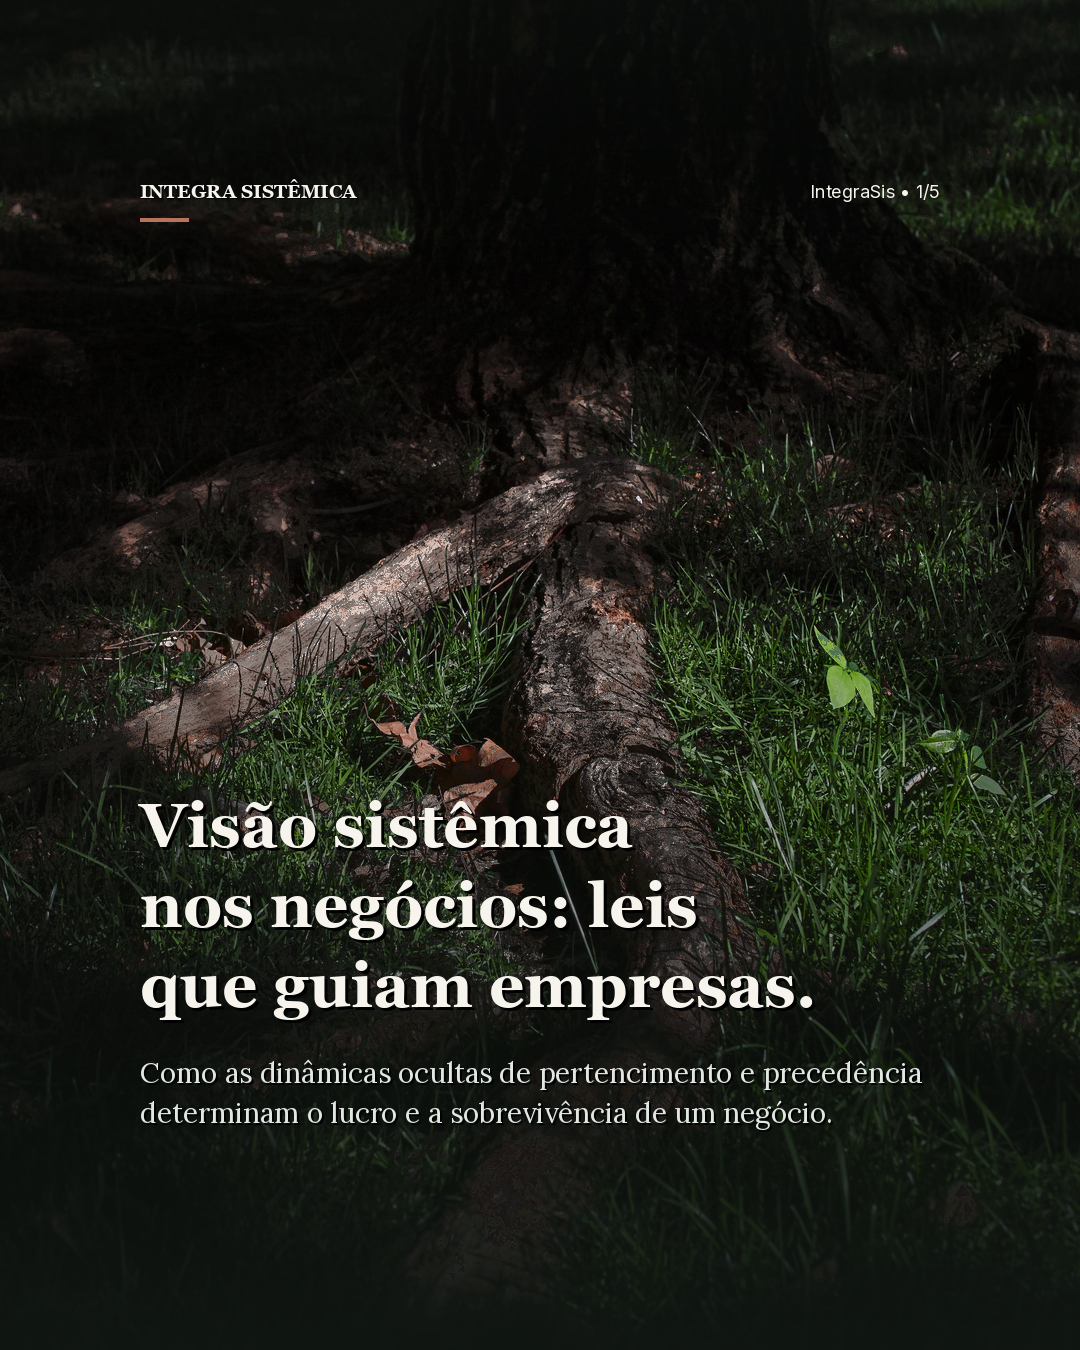 INTEGRA SISTÊMICA
IntegraSis • 1/5
Visão sistêmica
nos negócios: leis
que guiam empresas.
Como as dinâmicas ocultas de pertencimento e precedência
determinam o lucro e a sobrevivência de um negócio.